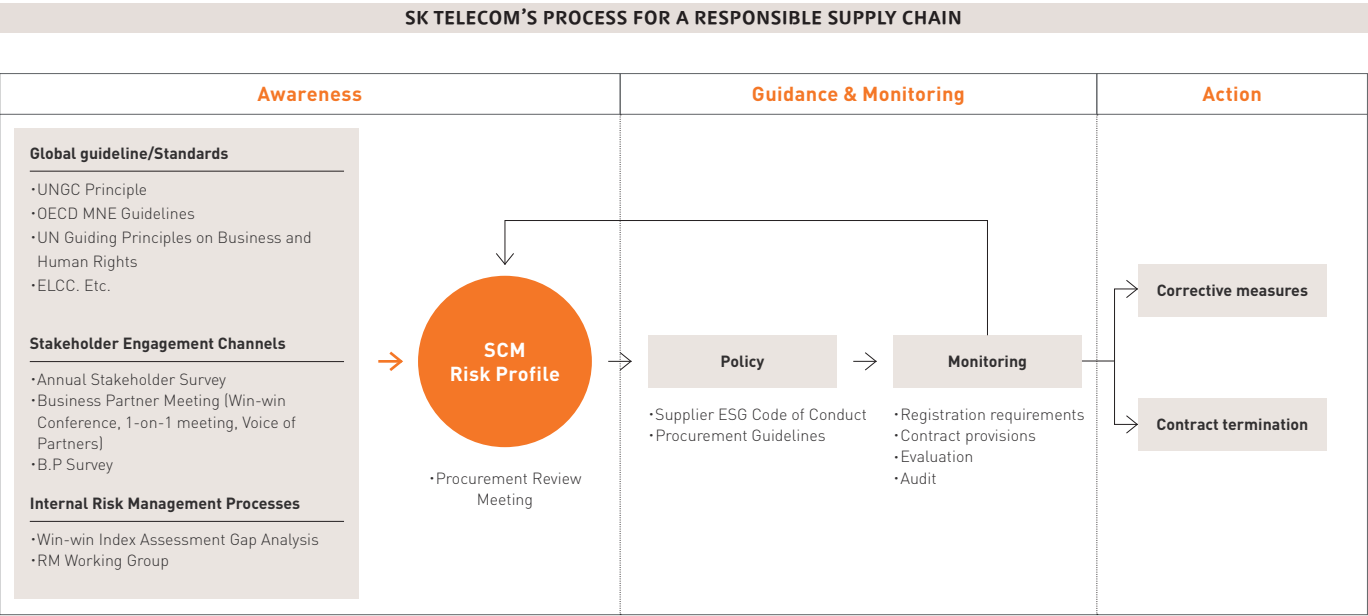 SK TELECOM'S PROCESS FOR A RESPONSIBLE SUPPLY CHAIN
Awareness
Guidance & Monitoring
Action
Global guideline/Standards
·UNGC Principle
·OECD MNE Guidelines
·UN Guiding Principles on Business and
Human Rights
·ELCC. Etc.
Stakeholder Engagement Channels
·Annual Stakeholder Survey
·Business Partner Meeting (Win-win
Conference, 1-on-1 meeting, Voice of
Partners)
·B.P Survey
Internal Risk Management Processes
·Win-win Index Assessment Gap Analysis
·RM Working Group
SCM
Risk Profile
·Procurement Review
Meeting
Policy
·Supplier ESG Code of Conduct
·Procurement Guidelines
Monitoring
·Registration requirements
·Contract provisions
·Evaluation
·Audit
Corrective measures
Contract termination